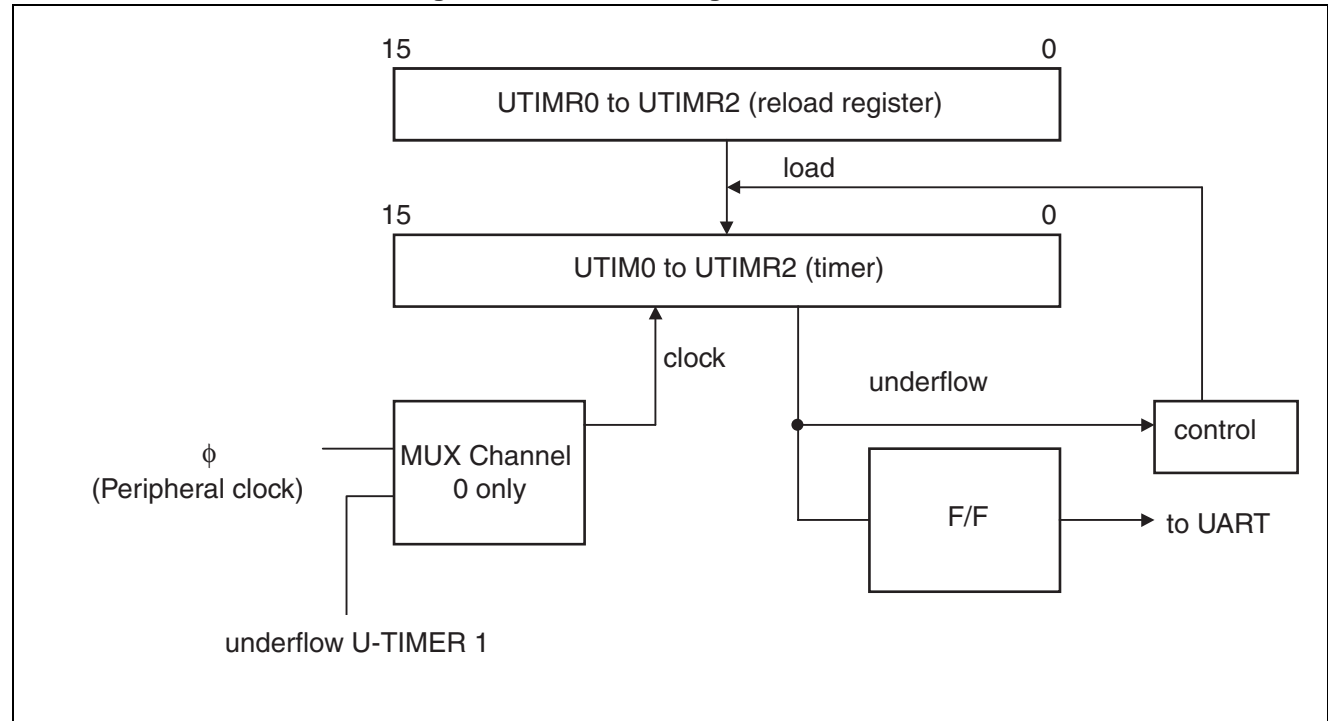 15 0
UTIMR0 to UTIMR2 (reload register)
load
15 0
UTIM0 to UTIMR2 (timer)
clock
underflow
control
ϕ
(Peripheral clock)
MUX Channel
0 only
F/F
to UART
underflow U-TIMER 1